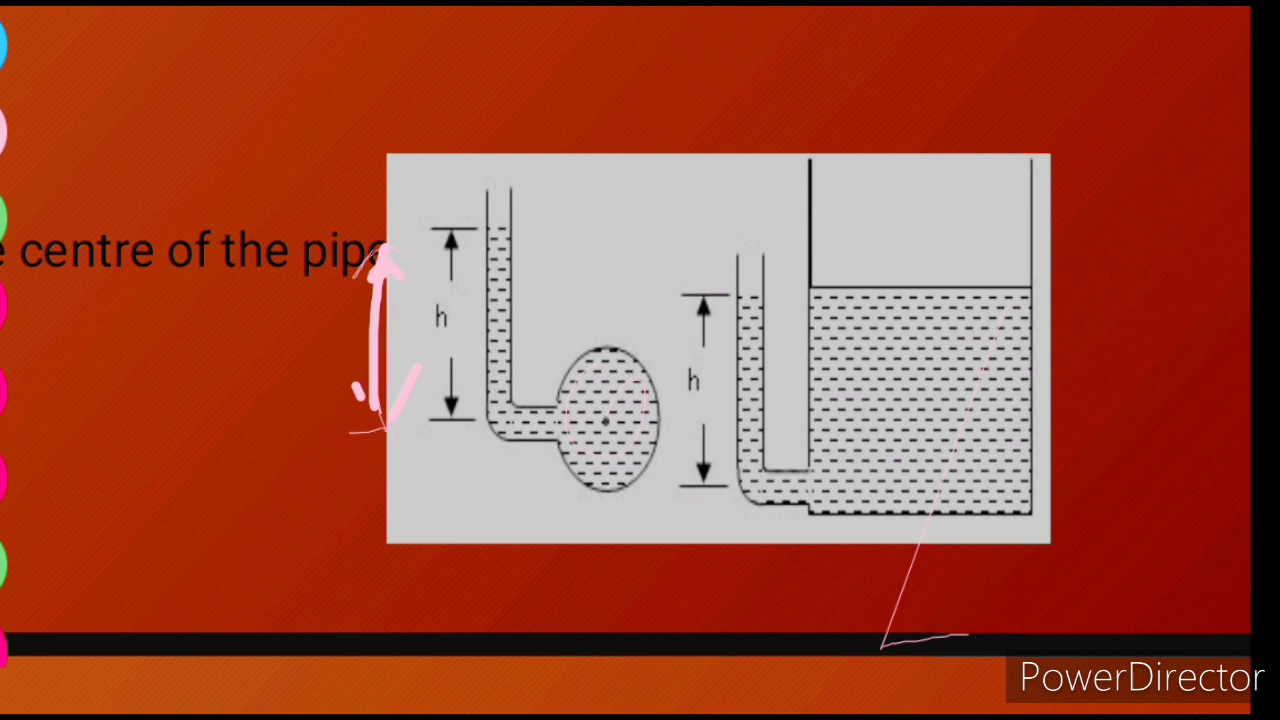 e centre of the pipe
h
h
PowerDirector